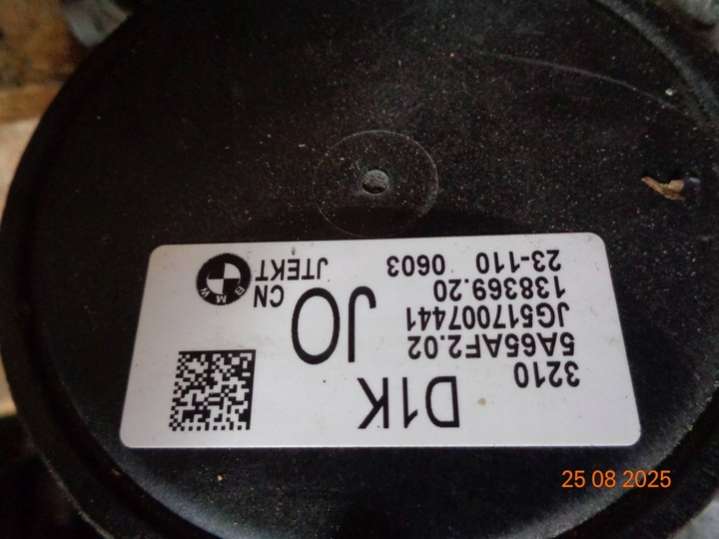 3210
5A65AF2.02
JG517007441
138369.20
23-110 0603
D1K
JO
CN
JTEKT
BMW
25 08 2025